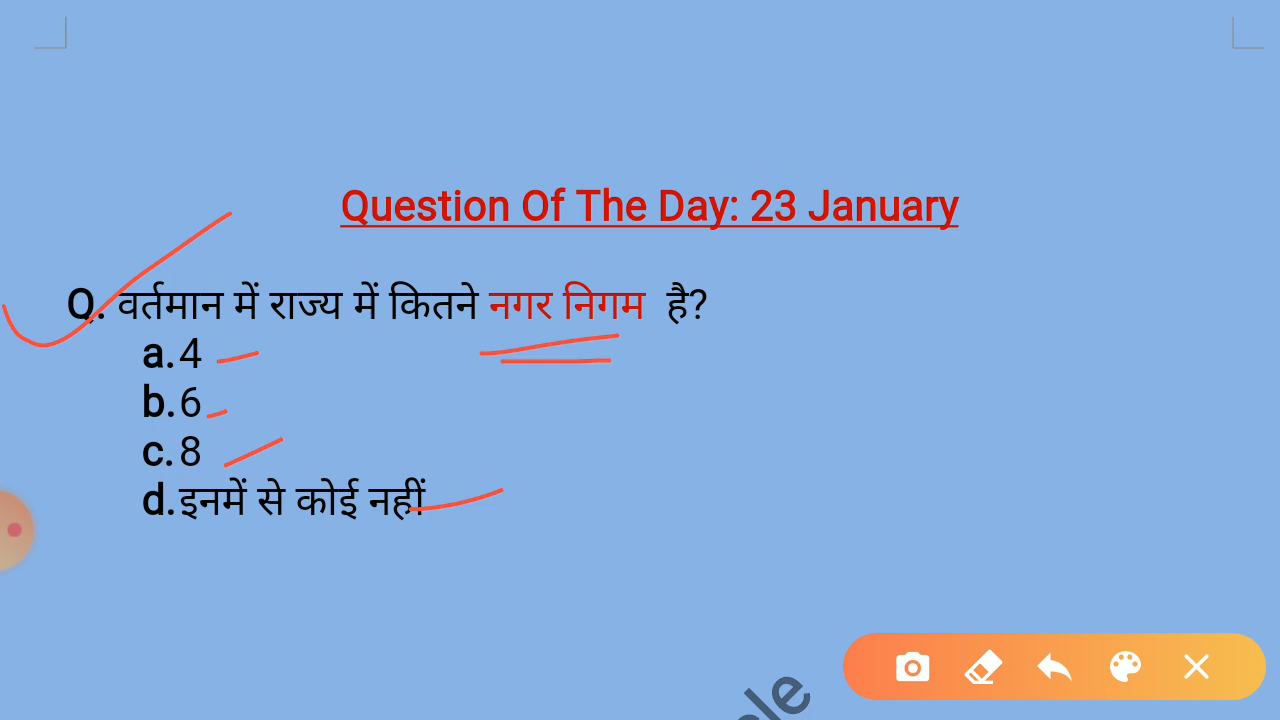 Question Of The Day: 23 January
Q. वर्तमान में राज्य में कितने नगर निगम है?
a. 4
b. 6
c. 8
d. इनमें से कोई नहीं